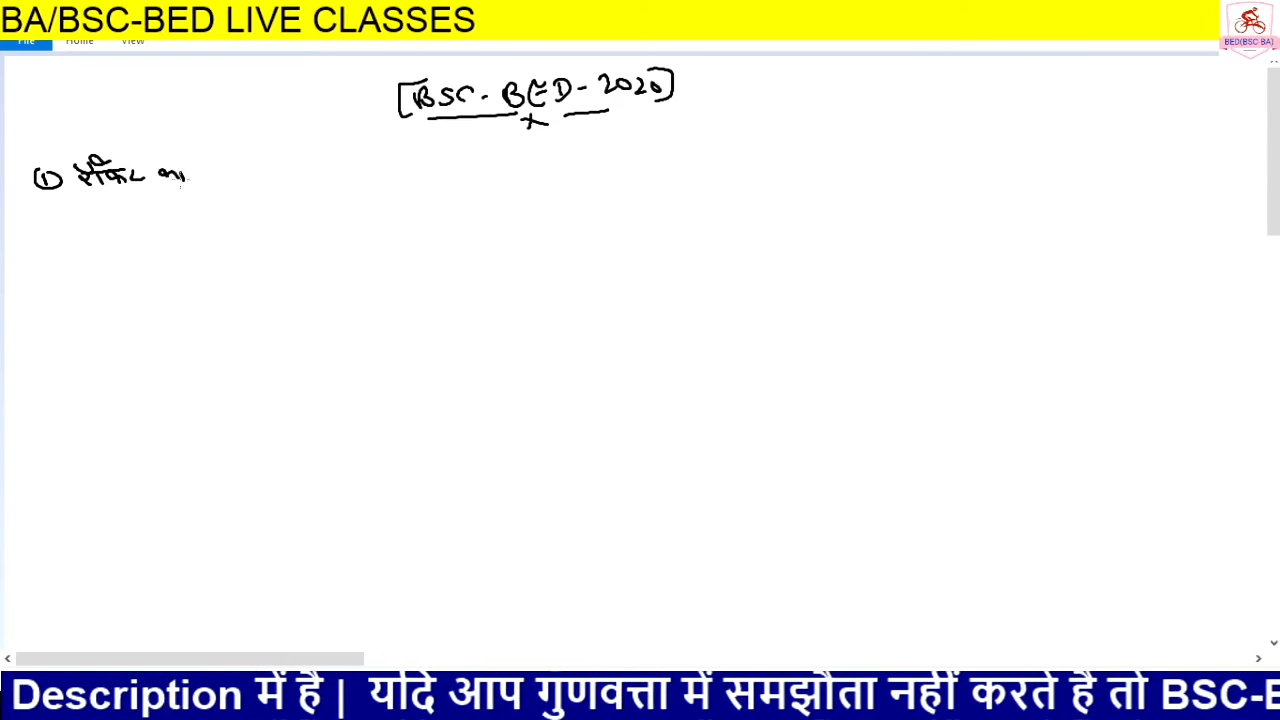 BA/BSC-BED LIVE CLASSES
BED(BSC BA)
File Home View
[BSC - BED - 2020]
① रॉकेट का
Description में है | यदि आप गुणवत्ता में समझौता नहीं करते है तो BSC-B